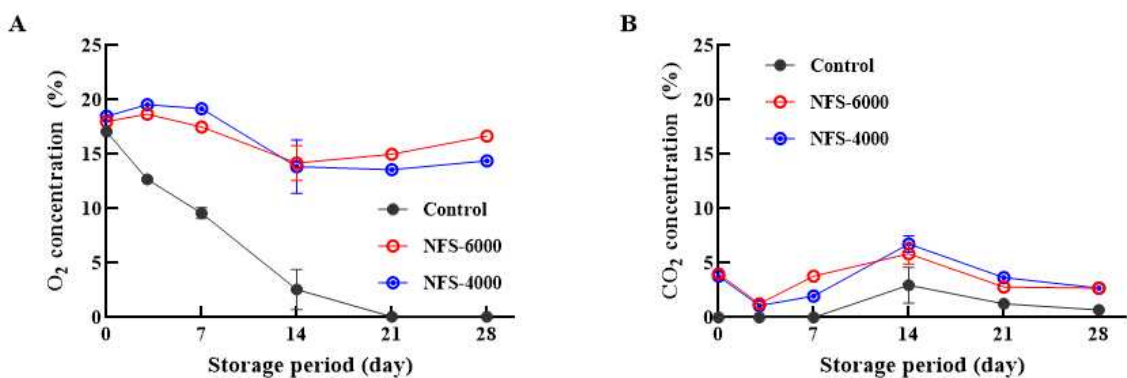 A
O2 concentration (%)
25
20
15
10
5
0
0 7 14 21 28
Storage period (day)
Control
NFS-6000
NFS-4000
B
CO2 concentration (%)
25
20
15
10
5
0
0 7 14 21 28
Storage period (day)
Control
NFS-6000
NFS-4000